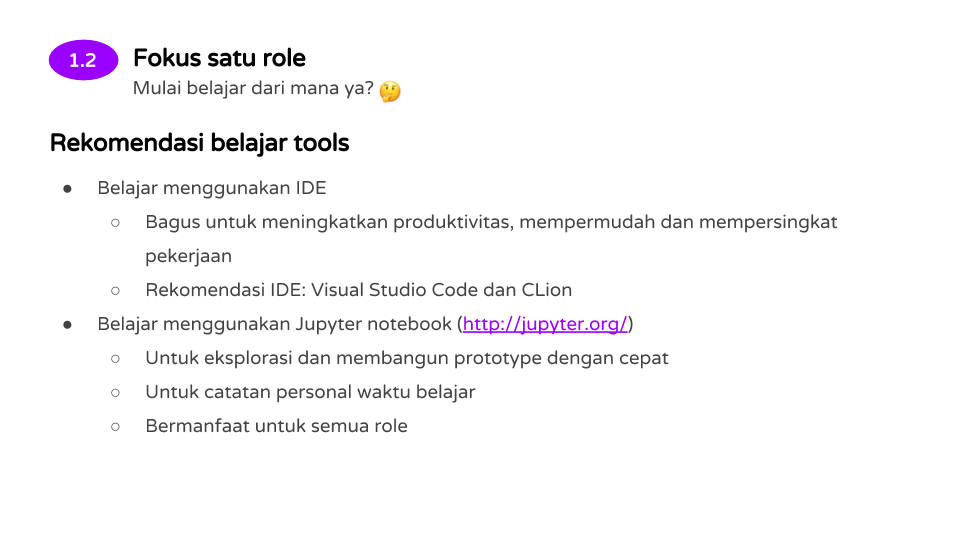 1.2
Fokus satu role
Mulai belajar dari mana ya? 🤔
Rekomendasi belajar tools
● Belajar menggunakan IDE
○ Bagus untuk meningkatkan produktivitas, mempermudah dan mempersingkat
pekerjaan
○ Rekomendasi IDE: Visual Studio Code dan CLion
● Belajar menggunakan Jupyter notebook (http://jupyter.org/)
○ Untuk eksplorasi dan membangun prototype dengan cepat
○ Untuk catatan personal waktu belajar
○ Bermanfaat untuk semua role